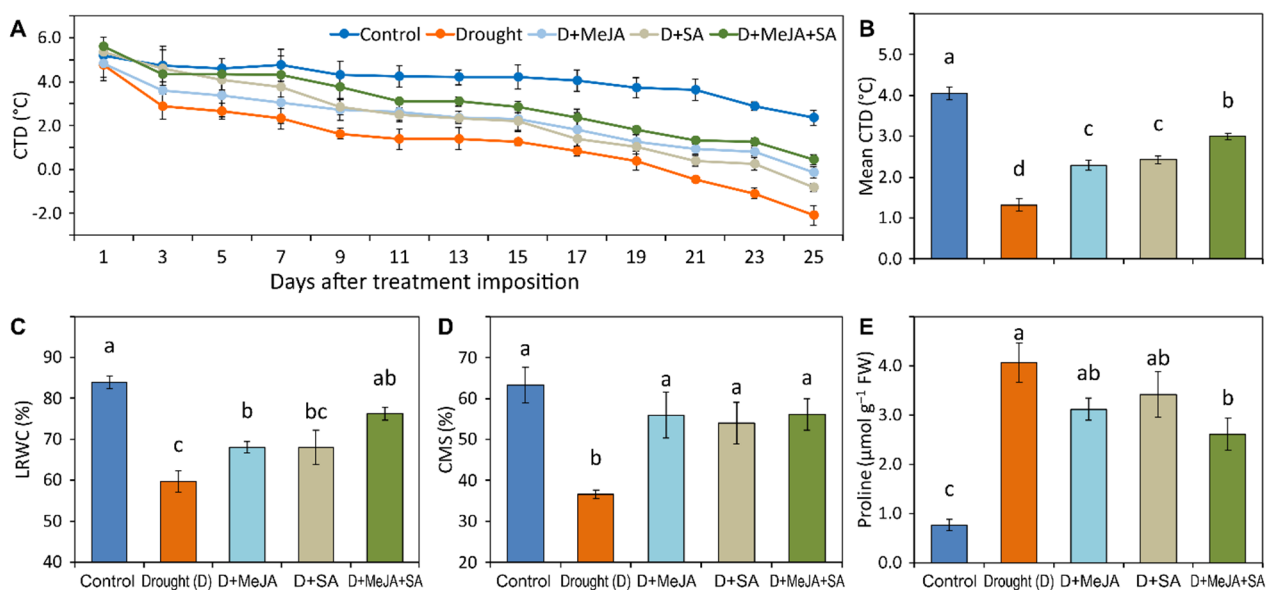 A
Control Drought D+MeJA D+SA D+MeJA+SA
CTD (°C)
6.0
4.0
2.0
0.0
-2.0
1 3 5 7 9 11 13 15 17 19 21 23 25
Days after treatment imposition
B
Mean CTD (°C)
5.0
4.0
3.0
2.0
1.0
0.0
a d c c b
C
LRWC (%)
90
80
70
60
50
40
a c b bc ab
Control Drought (D) D+MeJA D+SA D+MeJA+SA
D
CMS (%)
70
60
50
40
30
20
a b a a a
Control Drought (D) D+MeJA D+SA D+MeJA+SA
E
Proline (µmol g⁻¹ FW)
4.0
3.0
2.0
1.0
0.0
c a ab ab b
Control Drought (D) D+MeJA D+SA D+MeJA+SA